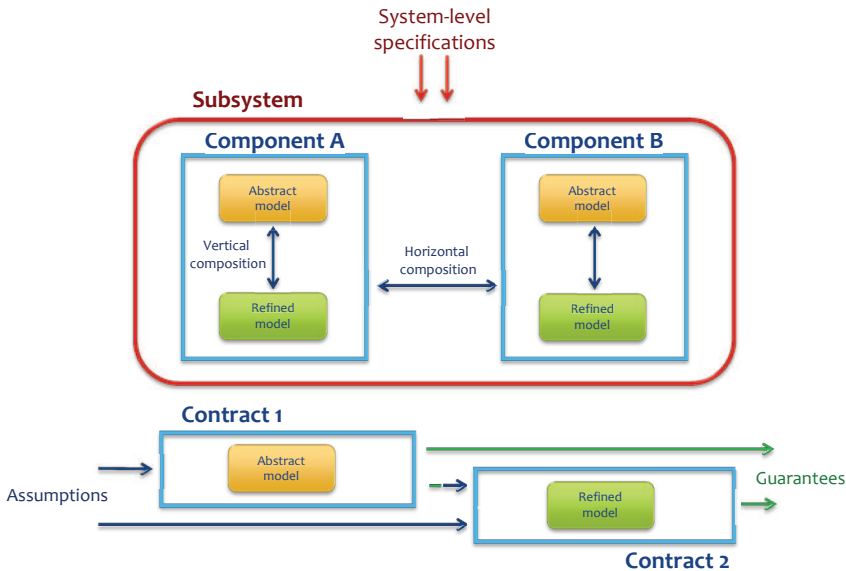 System-level
specifications
Subsystem
Component A
Component B
Abstract
model
Abstract
model
Vertical
composition
Horizontal
composition
Refined
model
Refined
model
Contract 1
Abstract
model
Assumptions
Guarantees
Refined
model
Contract 2